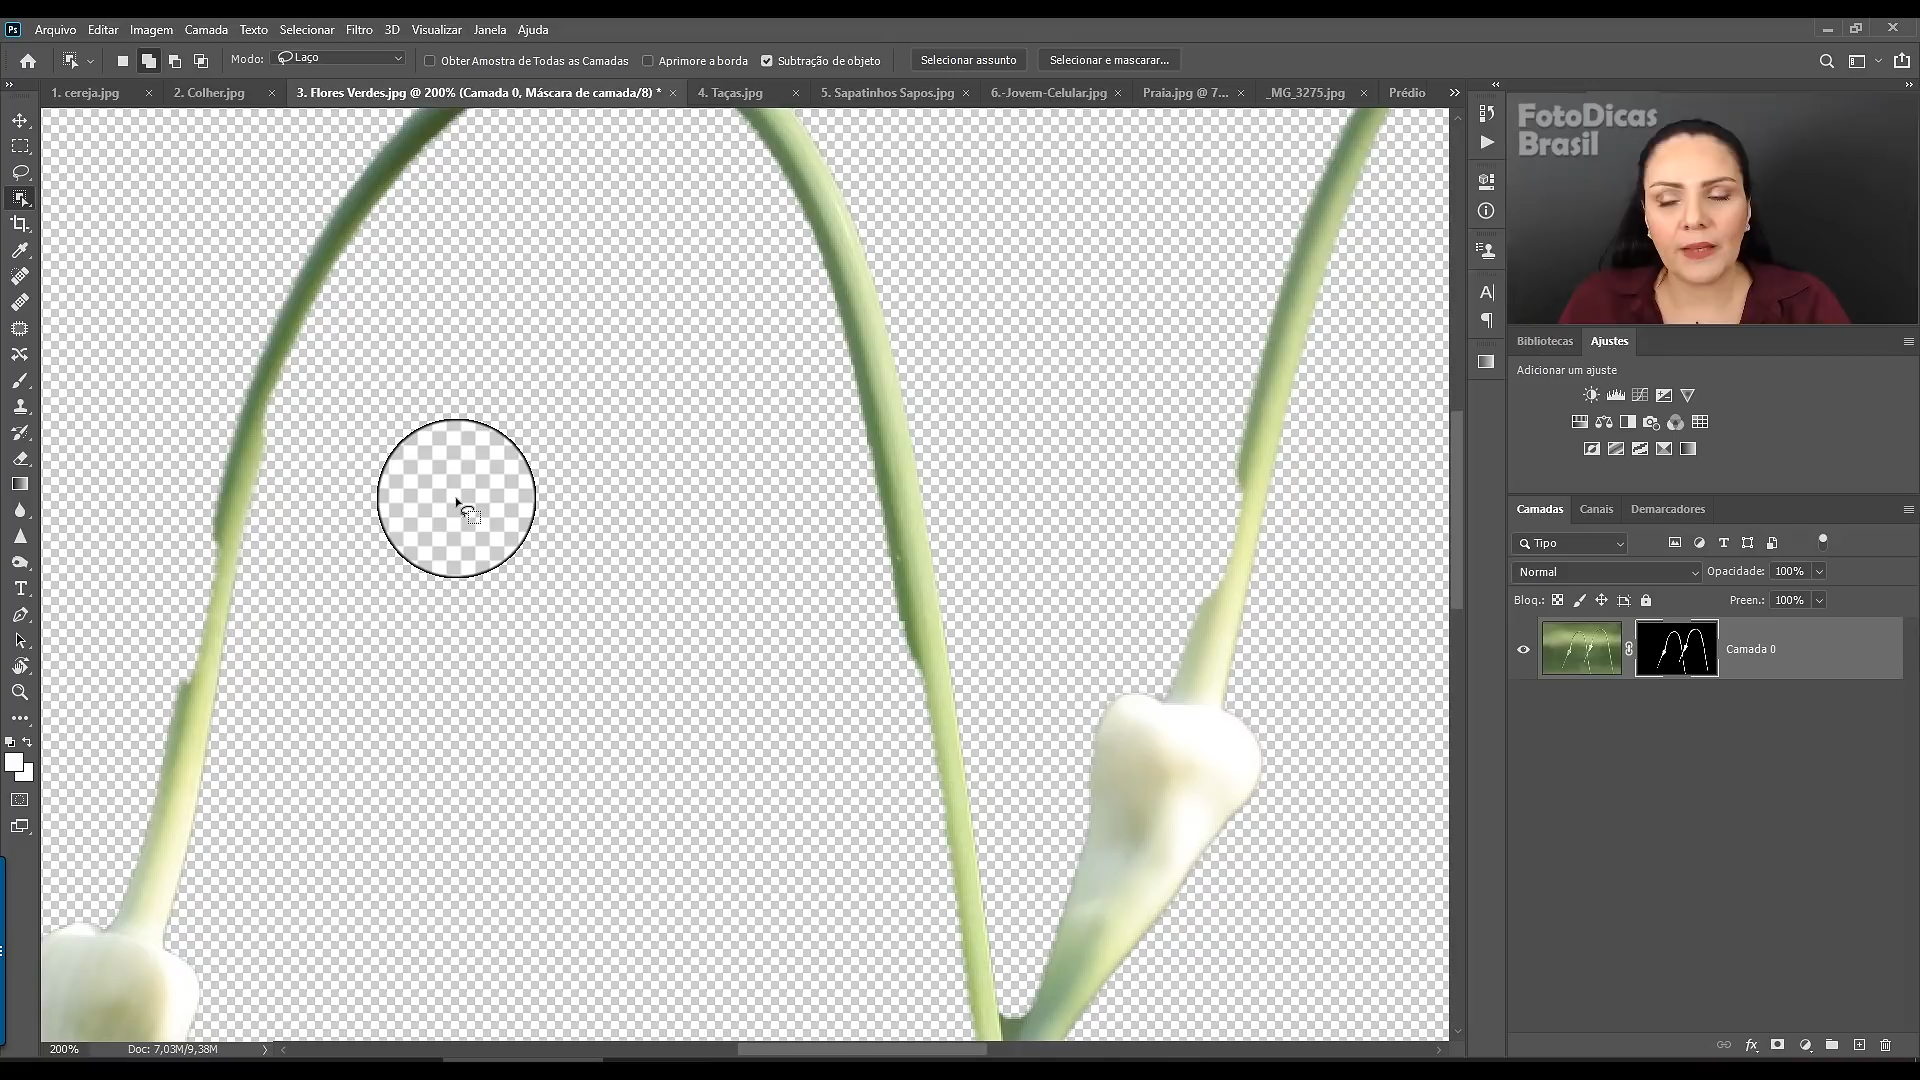 Ps Arquivo Editar Imagem Camada Texto Selecionar Filtro 3D Visualizar Janela Ajuda
Modo: Laço Obter Amostra de Todas as Camadas Aprimore a borda Subtração de objeto Selecionar assunto Selecionar e mascarar...
1. cereja.jpg 2. Colher.jpg 3. Flores Verdes.jpg @ 200% (Camada 0, Máscara de camada/8) * 4. Taças.jpg 5. Sapatinhos Sapos.jpg 6.-Jovem-Celular.jpg Praia.jpg @ 7... _MG_3275.jpg Prédio
FotoDicas
Brasil
Bibliotecas Ajustes
Adicionar um ajuste
Camadas Canais Demarcadores
Tipo
Normal Opacidade: 100%
Bloq.: Preen.: 100%
Camada 0
200% Doc: 7,03M/9,38M